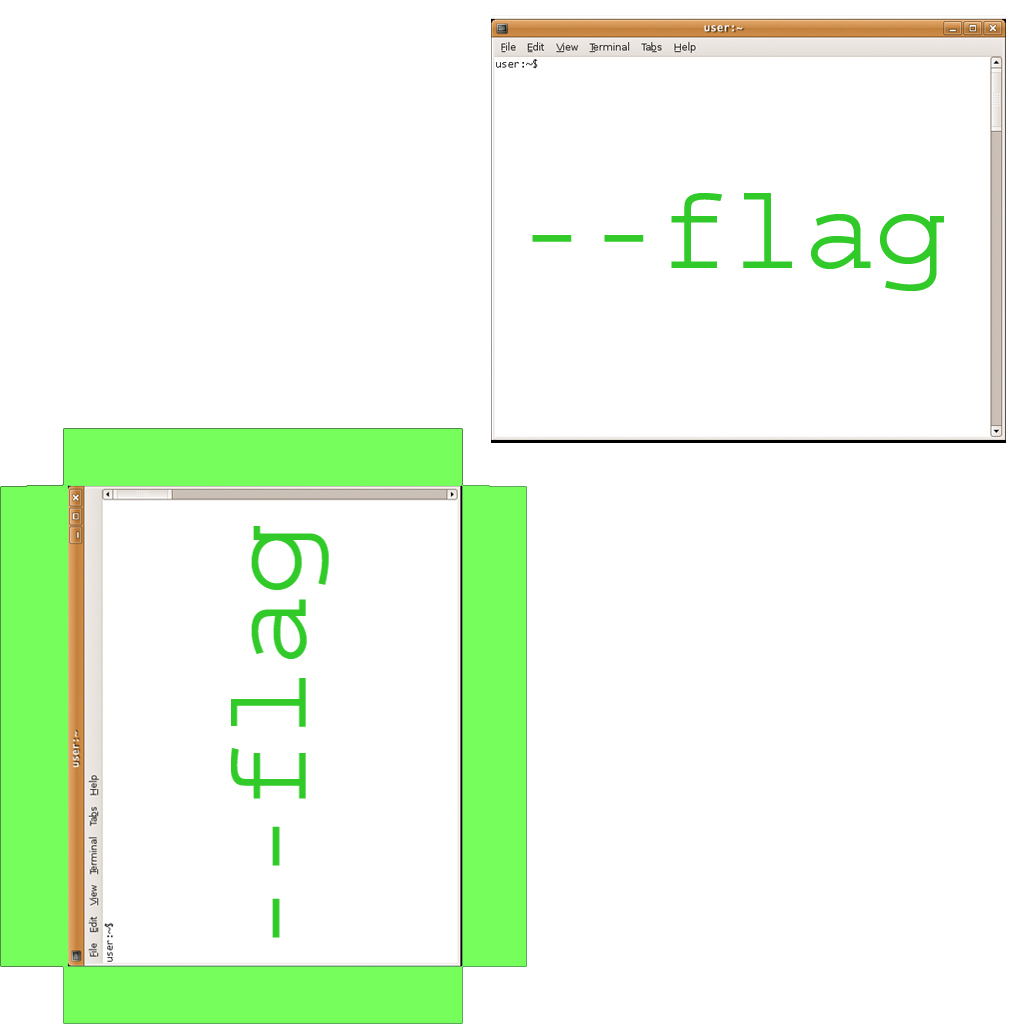 user:~
File Edit View Terminal Tabs Help
user:~$
--flag
user:~
File Edit View Terminal Tabs Help
user:~$
--flag